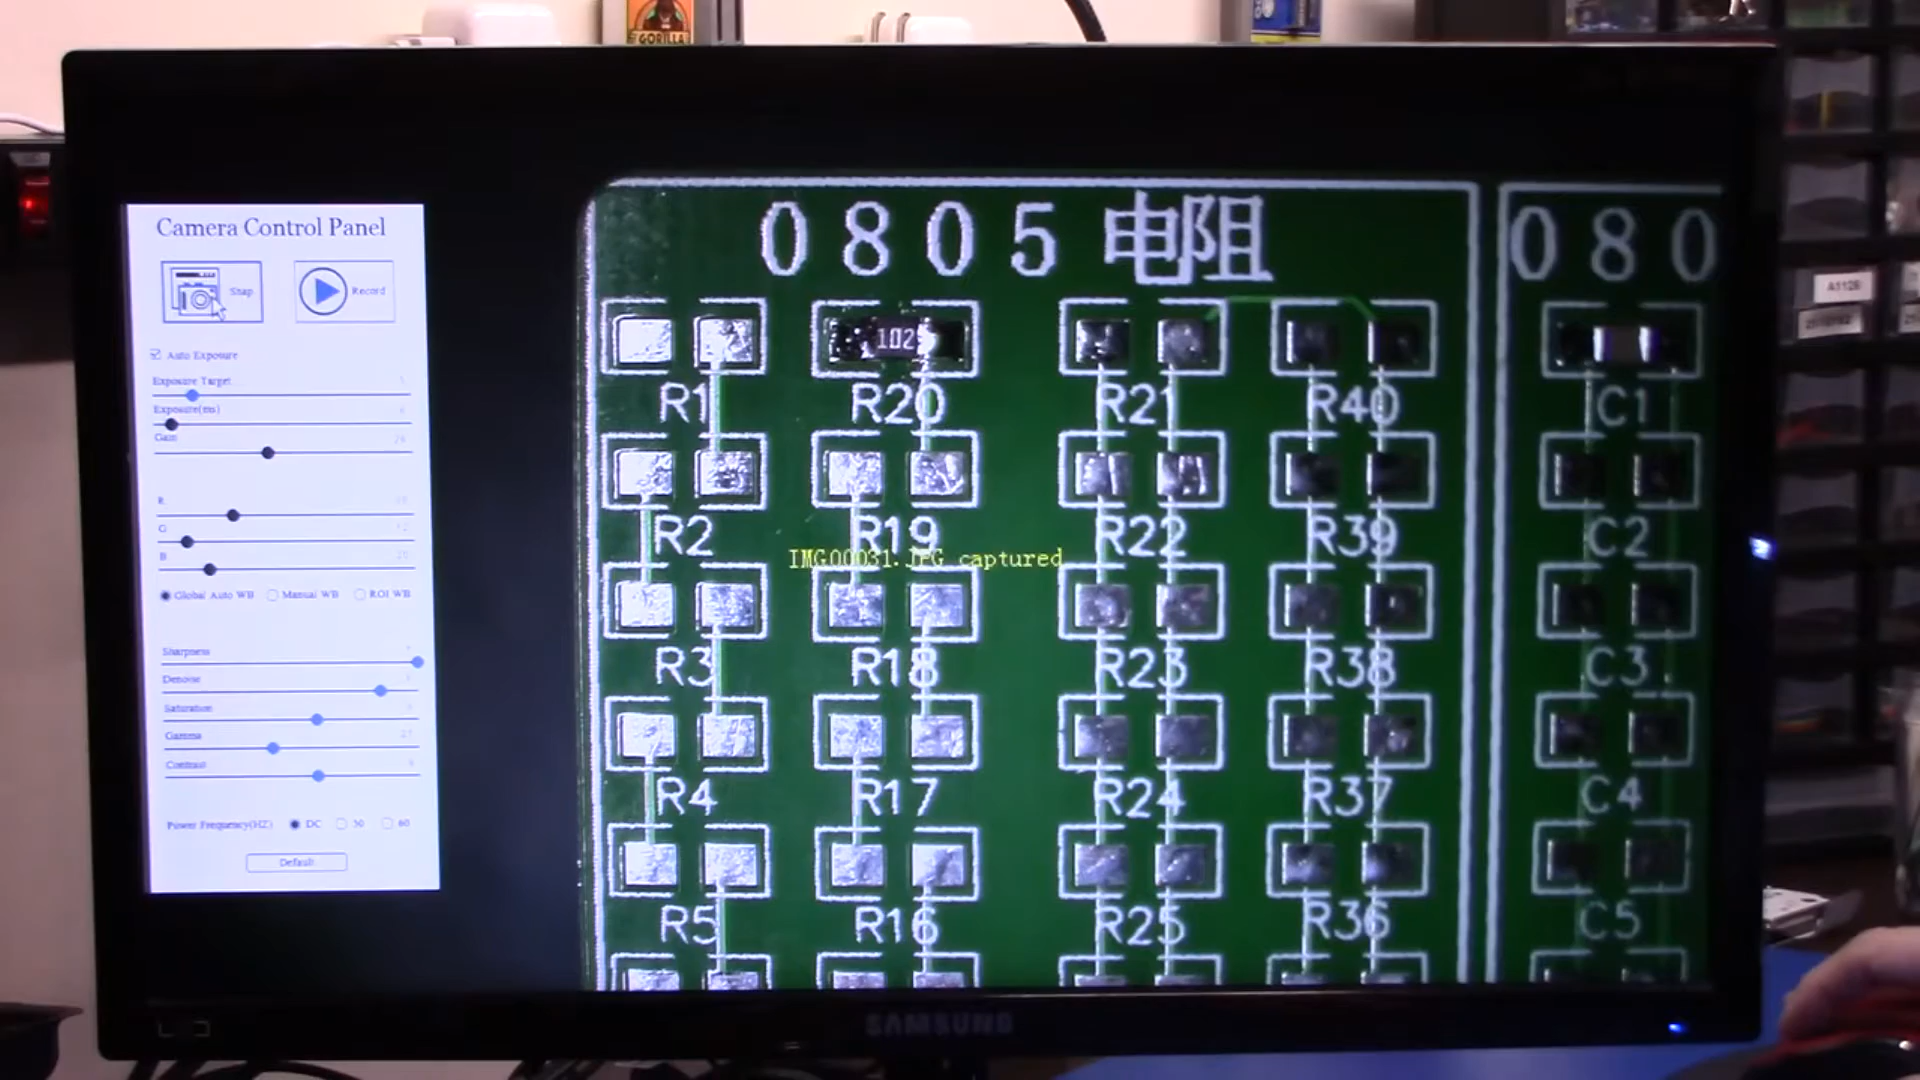 GORILLA
A1126
Camera Control Panel
Snap
Record
Auto Exposure
Exposure Target
Exposure(ms)
Gain
R
G
B
Global Auto WB
Manual WB
ROI WB
Sharpness
Denoise
Saturation
Gamma
Contrast
Power Frequency(HZ)
DC
50
60
Default
0805 电阻
080
102
R1
R20
R21
R40
C1
R2
R19
R22
R39
C2
IMG00031.JPG captured
R3
R18
R23
R38
C3
R4
R17
R24
R37
C4
R5
R16
R25
R36
C5
SAMSUNG
LED